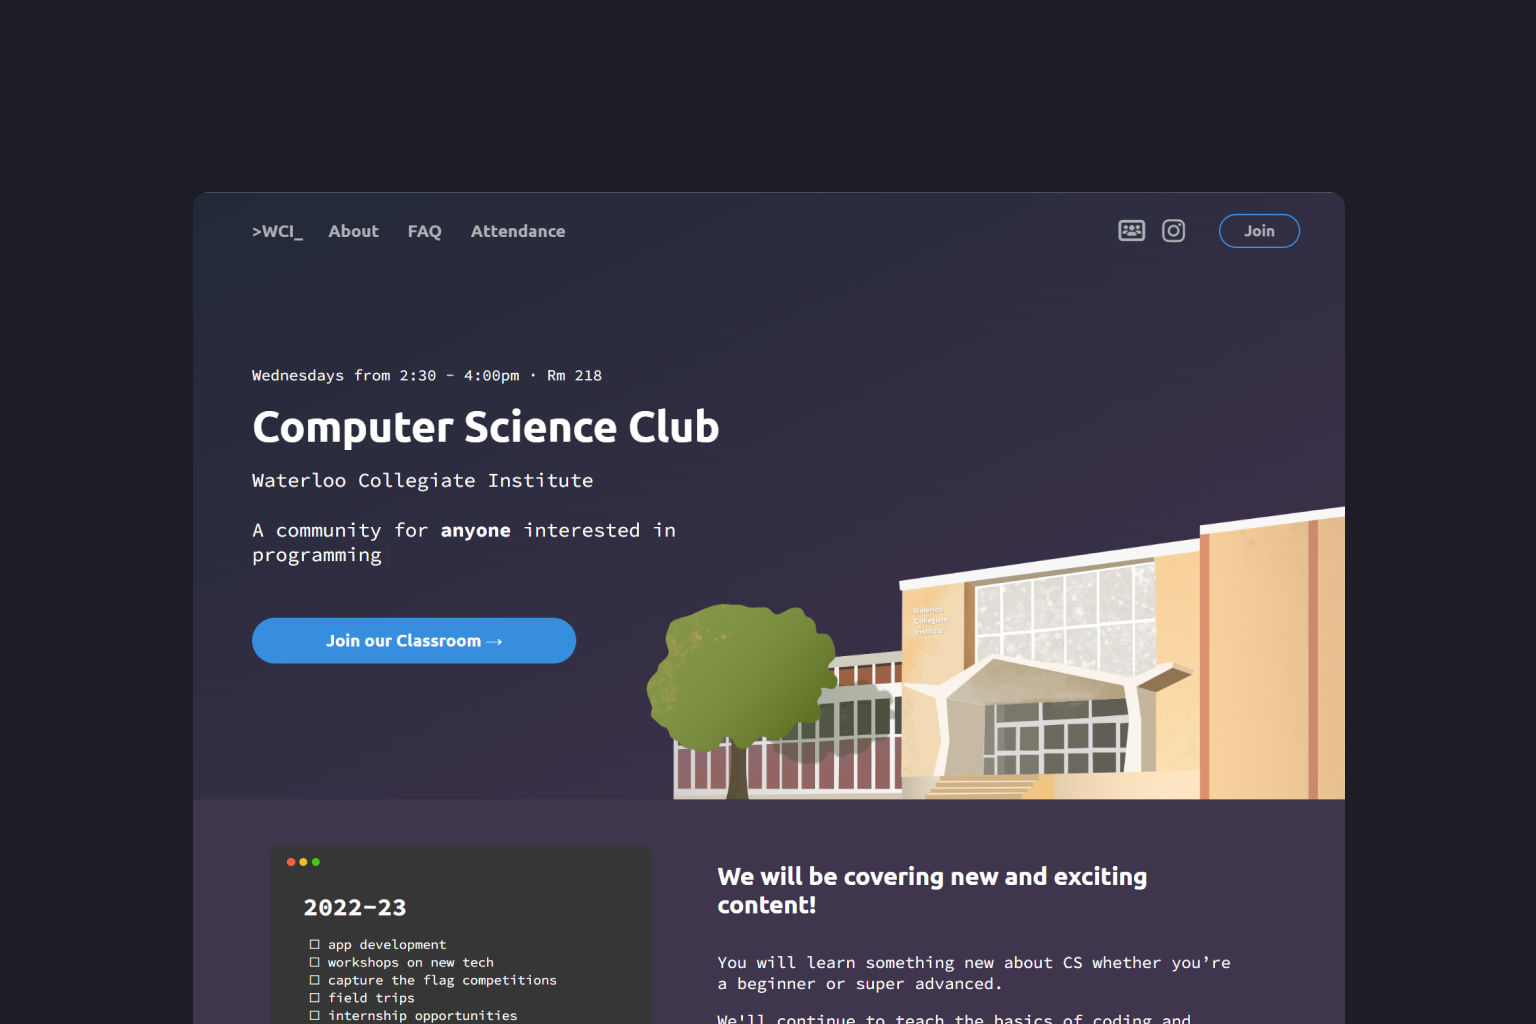 >WCI_ About FAQ Attendance Join
Wednesdays from 2:30 - 4:00pm · Rm 218
Computer Science Club
Waterloo Collegiate Institute
A community for anyone interested in
programming
Join our Classroom →
Waterloo
Collegiate
Institute
2022-23
☐ app development
☐ workshops on new tech
☐ capture the flag competitions
☐ field trips
☐ internship opportunities
We will be covering new and exciting
content!
You will learn something new about CS whether you’re
a beginner or super advanced.
We'll continue to teach the basics of coding and